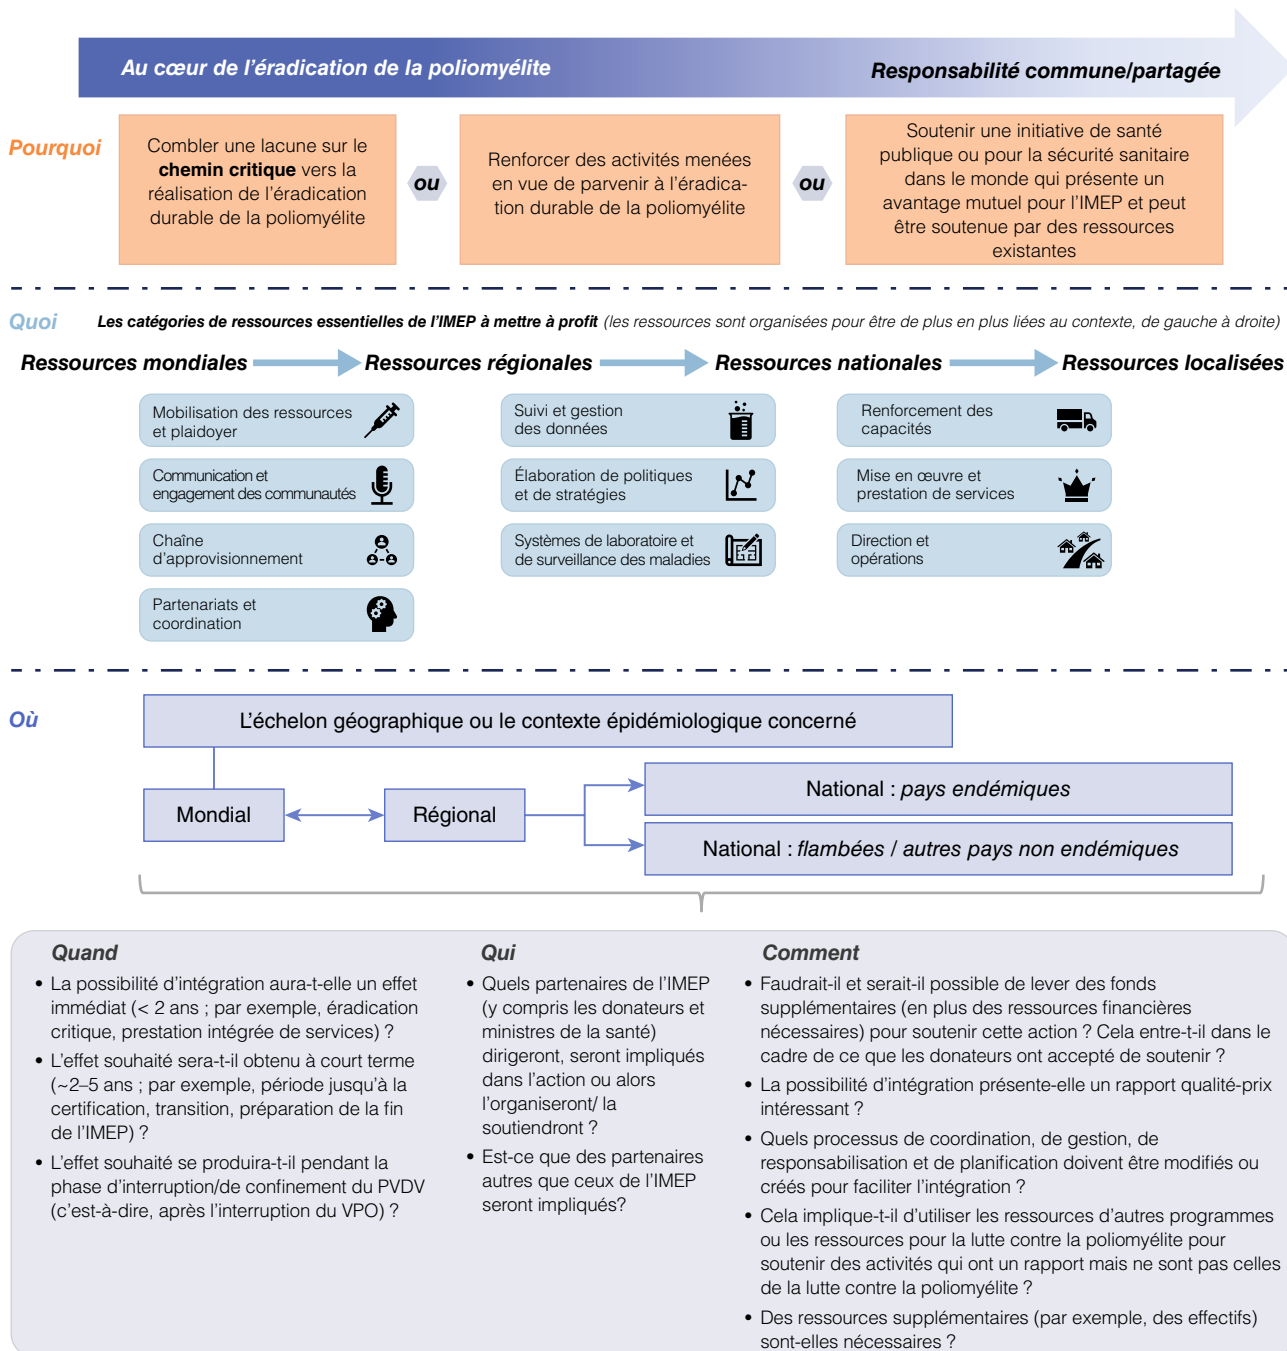 Au cœur de l’éradication de la poliomyélite
Responsabilité commune/partagée
Pourquoi
Combler une lacune sur le
chemin critique vers la
réalisation de l’éradication
durable de la poliomyélite
ou
Renforcer des activités menées
en vue de parvenir à l’éradica-
tion durable de la poliomyélite
ou
Soutenir une initiative de santé
publique ou pour la sécurité sanitaire
dans le monde qui présente un
avantage mutuel pour l’IMEP et peut
être soutenue par des ressources
existantes
Quoi
Les catégories de ressources essentielles de l’IMEP à mettre à profit (les ressources sont organisées pour être de plus en plus liées au contexte, de gauche à droite)
Ressources mondiales
Ressources régionales
Ressources nationales
Ressources localisées
Mobilisation des ressources
et plaidoyer
Communication et
engagement des communautés
Chaîne
d’approvisionnement
Partenariats et
coordination
Suivi et gestion
des données
Élaboration de politiques
et de stratégies
Systèmes de laboratoire et
de surveillance des maladies
Renforcement des
capacités
Mise en œuvre et
prestation de services
Direction et
opérations
Où
L’échelon géographique ou le contexte épidémiologique concerné
Mondial
Régional
National : pays endémiques
National : flambées / autres pays non endémiques
Quand
• La possibilité d’intégration aura-t-elle un effet
immédiat (< 2 ans ; par exemple, éradication
critique, prestation intégrée de services) ?
• L’effet souhaité sera-t-il obtenu à court terme
(~2–5 ans ; par exemple, période jusqu’à la
certification, transition, préparation de la fin
de l’IMEP) ?
• L’effet souhaité se produira-t-il pendant la
phase d’interruption/de confinement du PVDV
(c’est-à-dire, après l’interruption du VPO) ?
Qui
• Quels partenaires de l’IMEP
(y compris les donateurs et
ministres de la santé)
dirigeront, seront impliqués
dans l’action ou alors
l’organiseront/ la
soutiendront ?
• Est-ce que des partenaires
autres que ceux de l’IMEP
seront impliqués?
Comment
• Faudrait-il et serait-il possible de lever des fonds
supplémentaires (en plus des ressources financières
nécessaires) pour soutenir cette action ? Cela entre-t-il dans le
cadre de ce que les donateurs ont accepté de soutenir ?
• La possibilité d’intégration présente-elle un rapport qualité-prix
intéressant ?
• Quels processus de coordination, de gestion, de
responsabilisation et de planification doivent être modifiés ou
créés pour faciliter l’intégration ?
• Cela implique-t-il d’utiliser les ressources d’autres programmes
ou les ressources pour la lutte contre la poliomyélite pour
soutenir des activités qui ont un rapport mais ne sont pas celles
de la lutte contre la poliomyélite ?
• Des ressources supplémentaires (par exemple, des effectifs)
sont-elles nécessaires ?